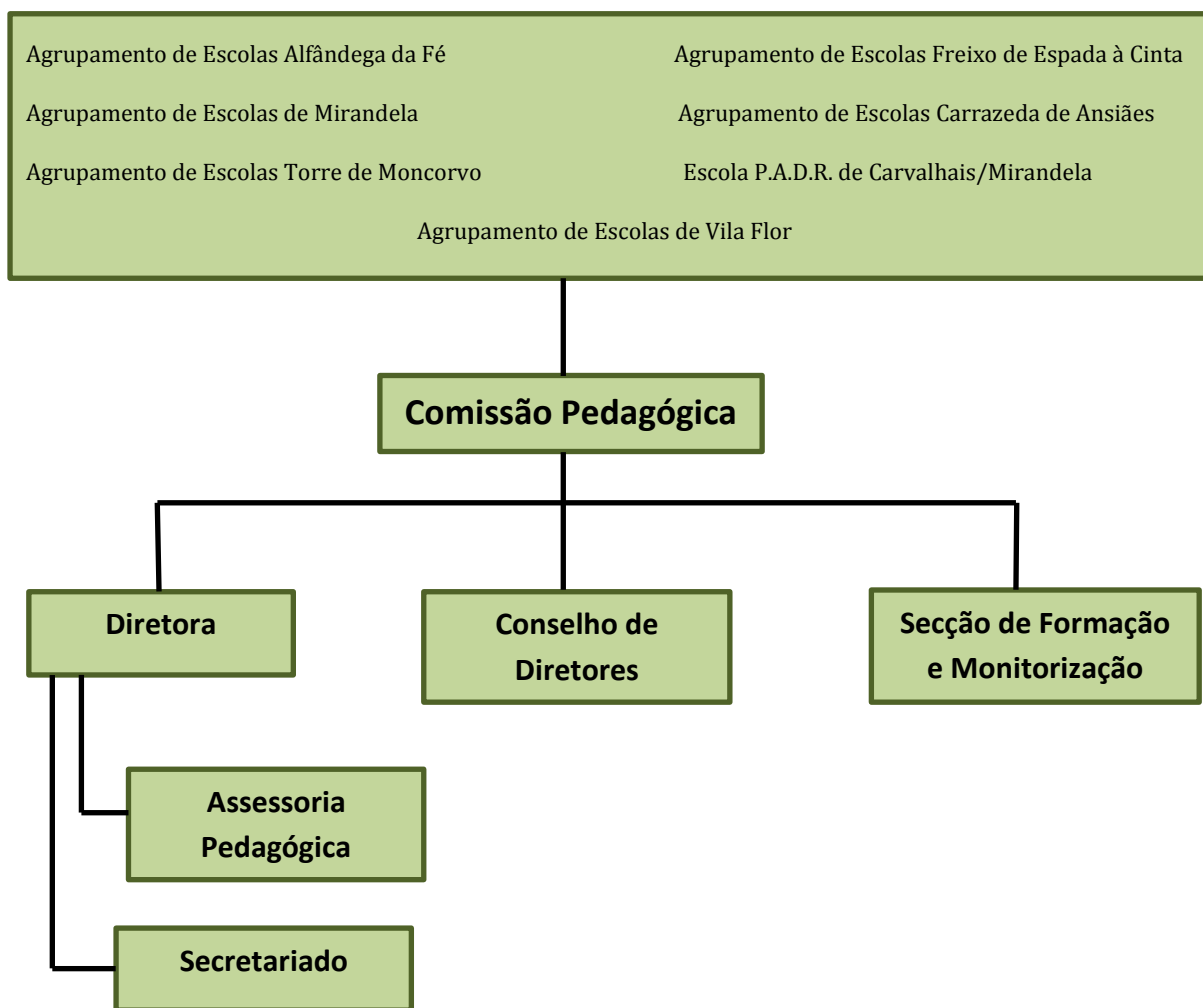 Agrupamento de Escolas Alfândega da Fé Agrupamento de Escolas Freixo de Espada à Cinta
Agrupamento de Escolas de Mirandela Agrupamento de Escolas Carrazeda de Ansiães
Agrupamento de Escolas Torre de Moncorvo Escola P.A.D.R. de Carvalhais/Mirandela
Agrupamento de Escolas de Vila Flor
Comissão Pedagógica
Diretora
Conselho de
Diretores
Secção de Formação
e Monitorização
Assessoria
Pedagógica
Secretariado